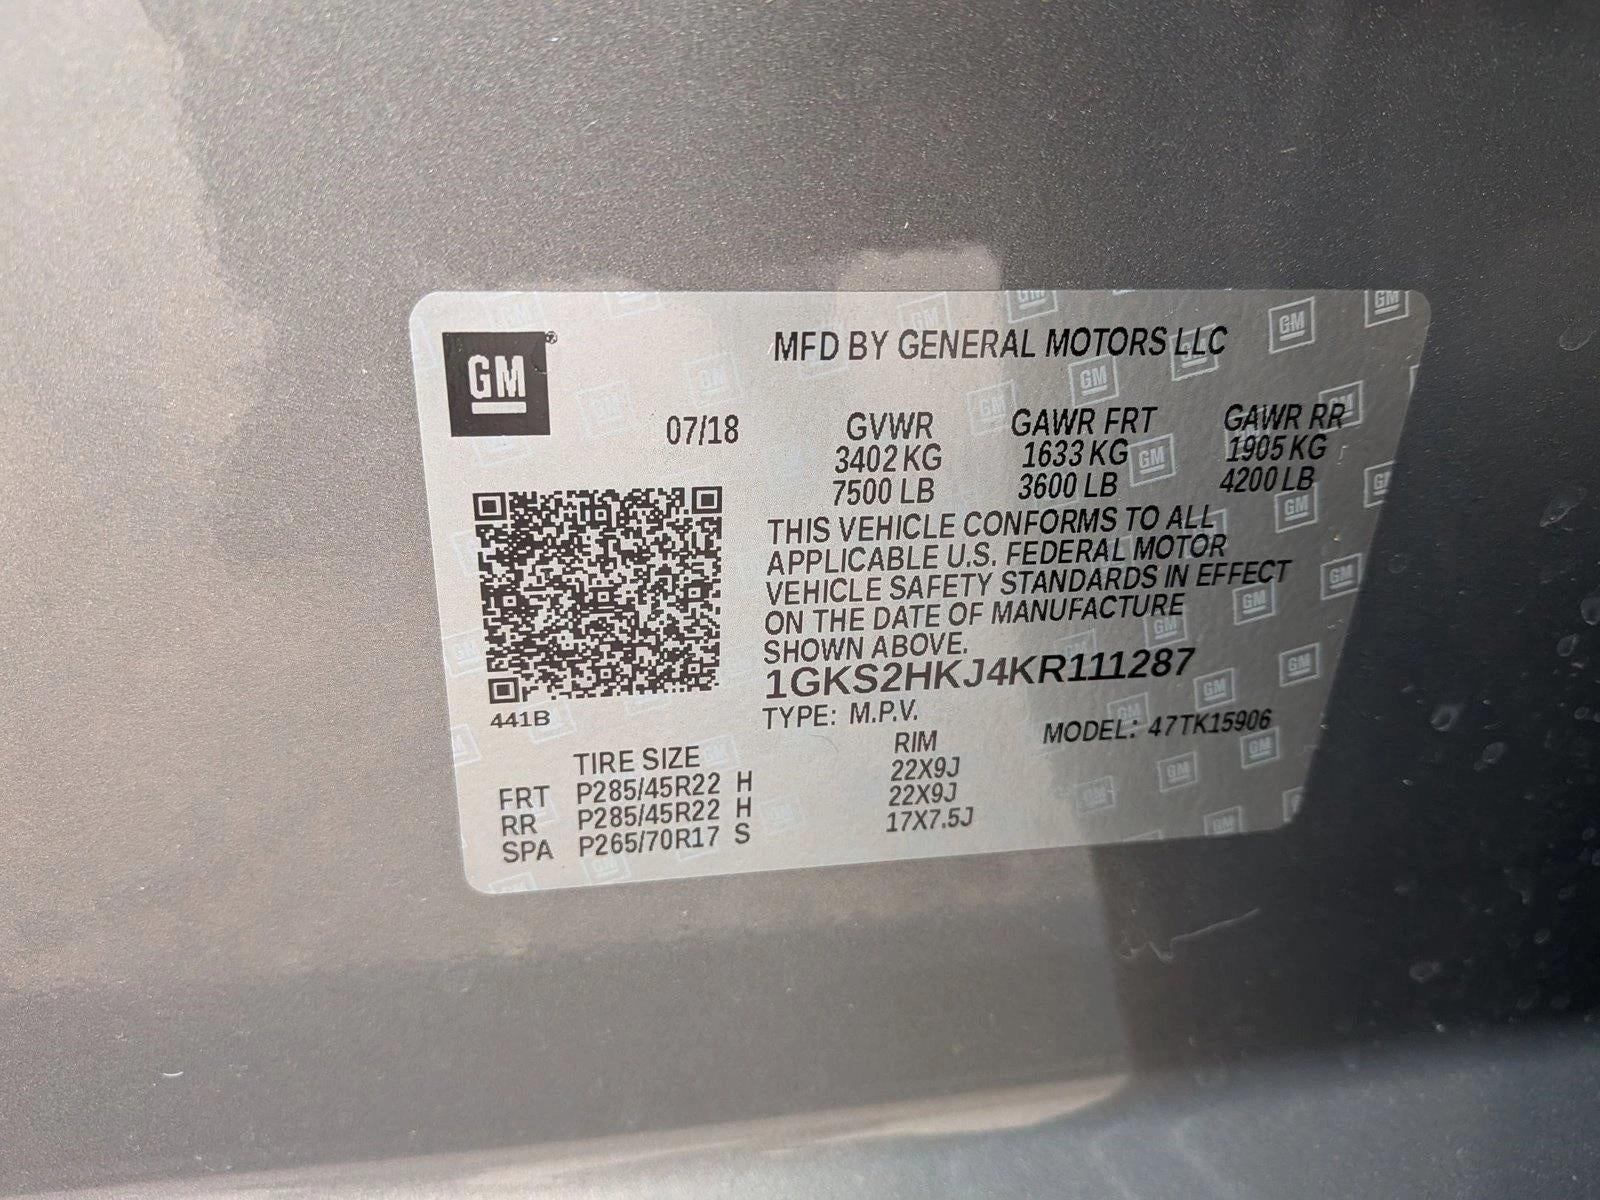 GM
MFD BY GENERAL MOTORS LLC
07/18 GVWR GAWR FRT GAWR RR
3402 KG 1633 KG 1905 KG
7500 LB 3600 LB 4200 LB
THIS VEHICLE CONFORMS TO ALL
APPLICABLE U.S. FEDERAL MOTOR
VEHICLE SAFETY STANDARDS IN EFFECT
ON THE DATE OF MANUFACTURE
SHOWN ABOVE.
1GKS2HKJ4KR111287
441B
TYPE: M.P.V. MODEL: 47TK15906
TIRE SIZE RIM
FRT P285/45R22 H 22X9J
RR P285/45R22 H 22X9J
SPA P265/70R17 S 17X7.5J